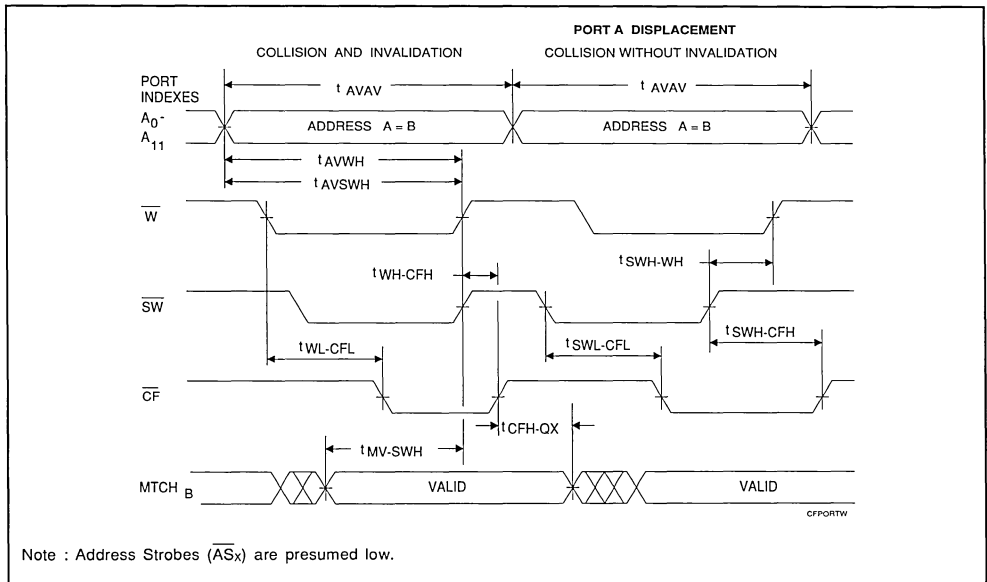 PORT A DISPLACEMENT
COLLISION AND INVALIDATION
COLLISION WITHOUT INVALIDATION
PORT INDEXES
t AVAV
t AVAV
A0 - A11
ADDRESS A = B
ADDRESS A = B
t AVWH
t AVSWH
W
t SWH-WH
t WH-CFH
SW
t WL-CFL
t SWL-CFL
t SWH-CFH
CF
t CFH-QX
t MV-SWH
MTCH B
VALID
VALID
CFPORTW
Note : Address Strobes (ASx) are presumed low.